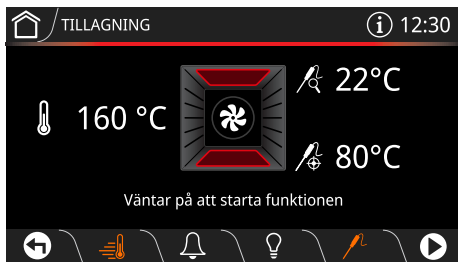 TILLAGNING
12:30
160 °C
22°C
80°C
Väntar på att starta funktionen